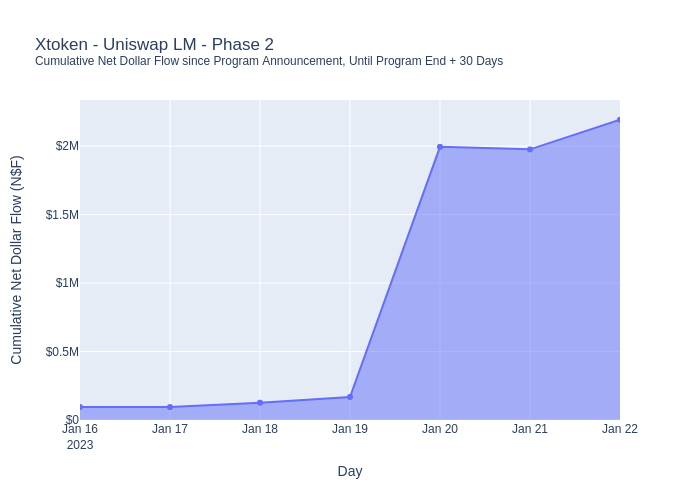 Xtoken - Uniswap LM - Phase 2
Cumulative Net Dollar Flow since Program Announcement, Until Program End + 30 Days
Cumulative Net Dollar Flow (N$F)
$2M
$1.5M
$1M
$0.5M
$0
Jan 16 Jan 17 Jan 18 Jan 19 Jan 20 Jan 21 Jan 22
2023
Day